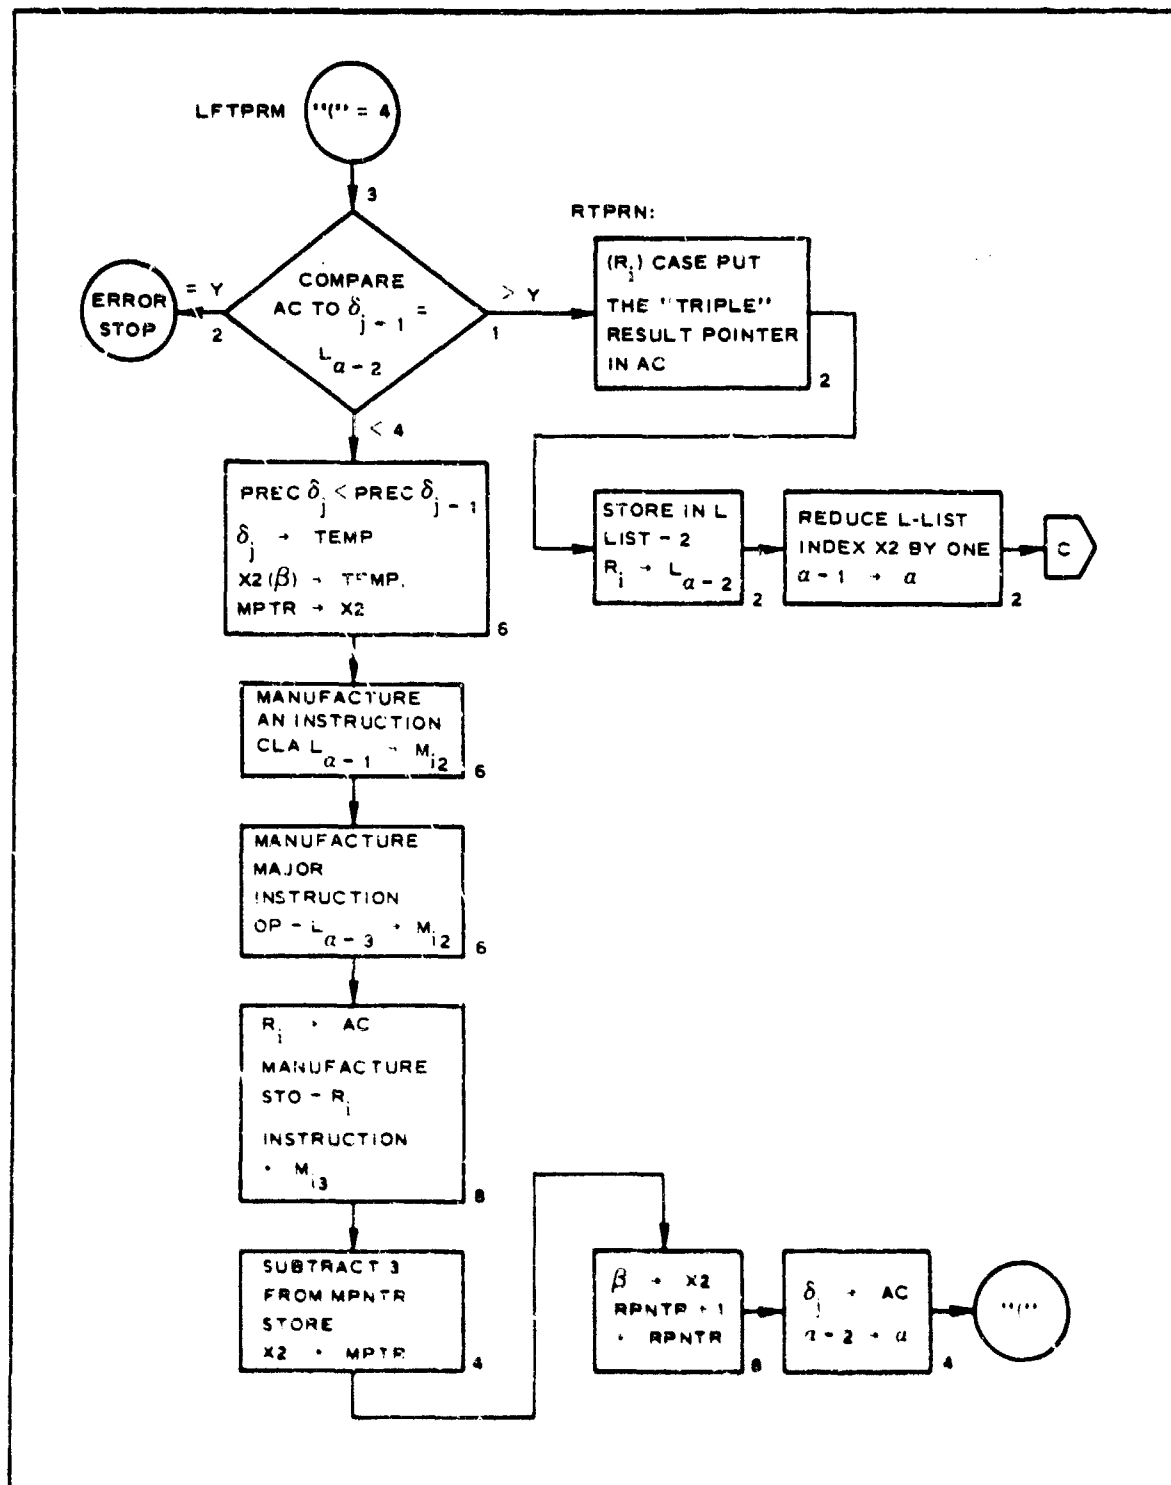 LFTPRM
"(" = 4
3
COMPARE
AC TO δj-1 =
Lα-2
= Y
2
ERROR
STOP
> Y
1
RTPRN:
(Ri) CASE PUT
THE "TRIPLE"
RESULT POINTER
IN AC
2
< 4
PREC δj < PREC δj-1
δj → TEMP
X2(β) → TEMP.
MPTR → X2
6
STORE IN L
LIST - 2
Ri → Lα-2
2
REDUCE L-LIST
INDEX X2 BY ONE
α-1 → α
2
C
MANUFACTURE
AN INSTRUCTION
CLA Lα-1 → Mi2
6
MANUFACTURE
MAJOR
INSTRUCTION
OP - Lα-3 → Mi2
6
Ri → AC
MANUFACTURE
STO - Ri
INSTRUCTION
→ Mi3
8
SUBTRACT 3
FROM MPNTR
STORE
X2 → MPTR
4
β → X2
RPNTR + 1
→ RPNTR
8
δj → AC
α-2 → α
4
"("